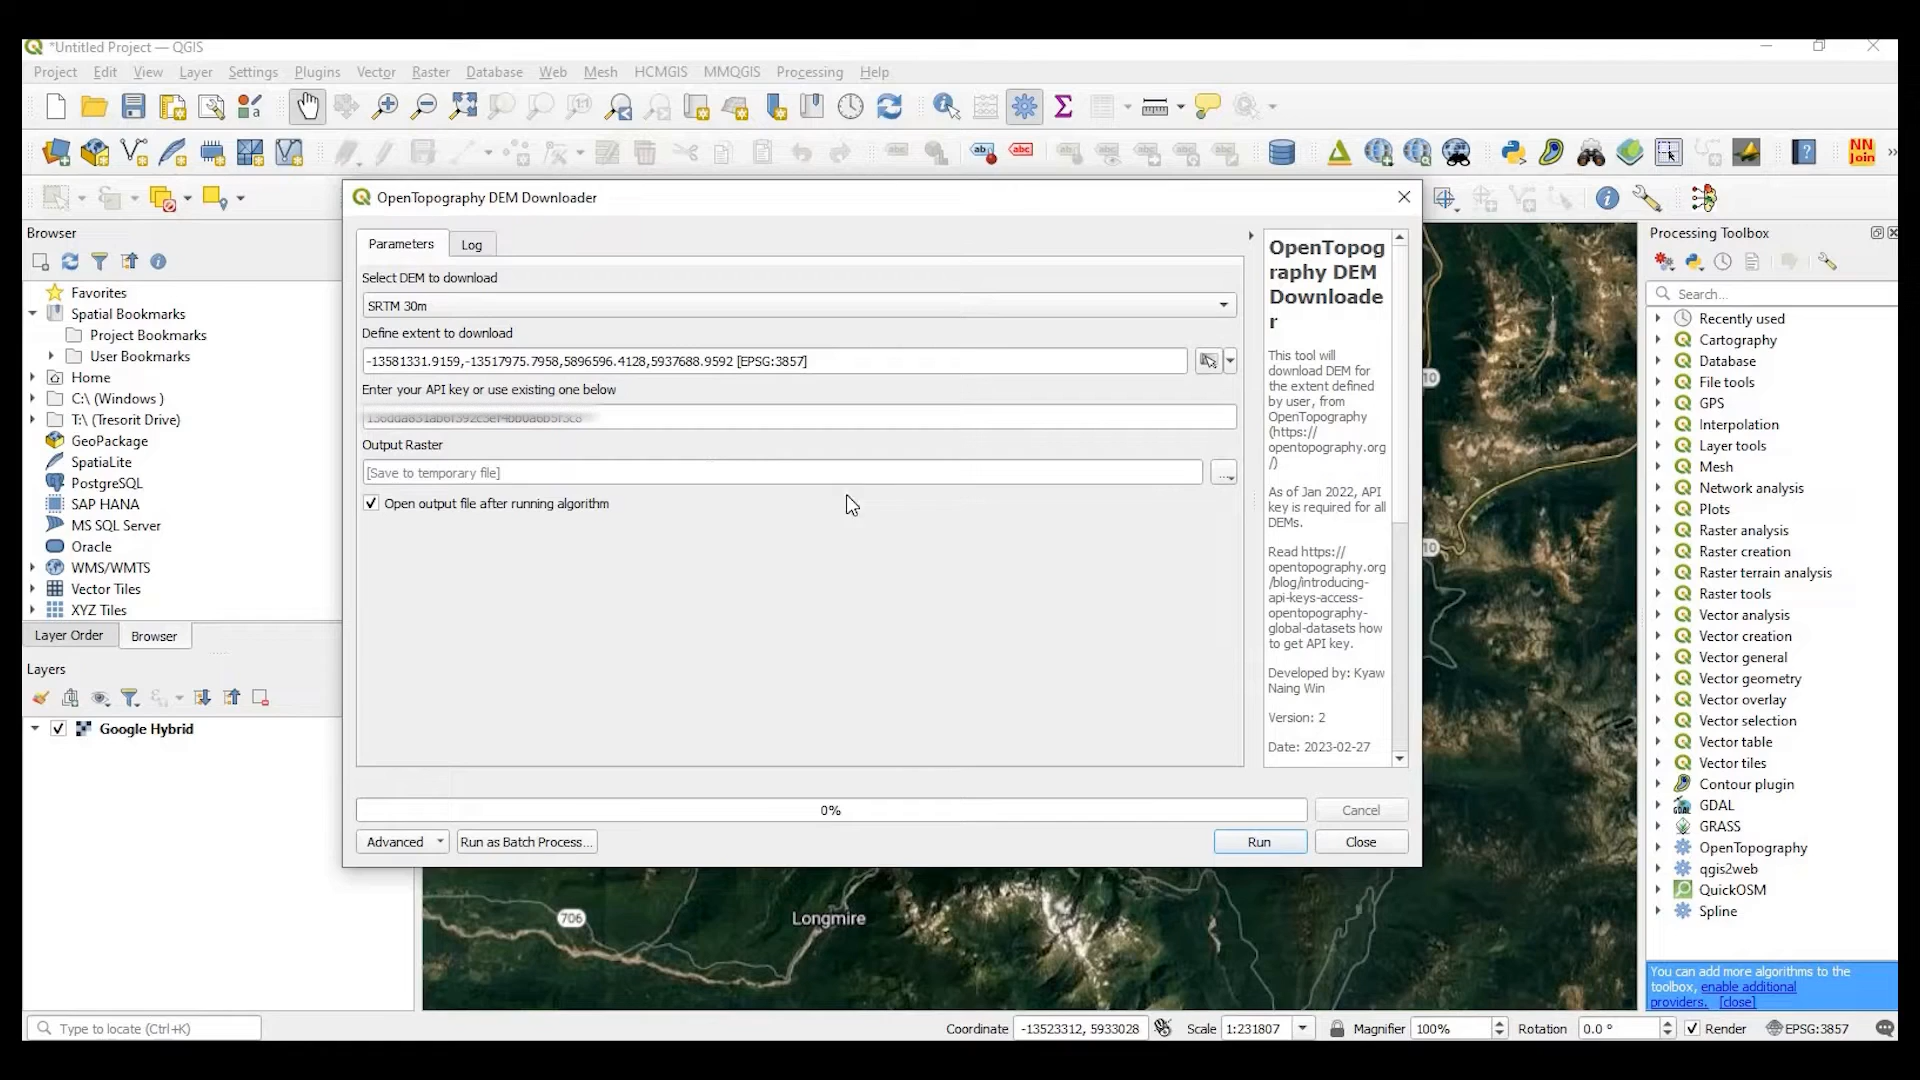 *Untitled Project — QGIS
Project Edit View Layer Settings Plugins Vector Raster Database Web Mesh HCMGIS MMQGIS Processing Help
abc abc NN Join
OpenTopography DEM Downloader
Parameters Log
Select DEM to download
SRTM 30m
Define extent to download
-13581331.9159,-13517975.7958,5896596.4128,5937688.9592 [EPSG:3857]
Enter your API key or use existing one below
Output Raster
[Save to temporary file]
...
Open output file after running algorithm
OpenTopog
raphy DEM
Downloade
r
This tool will
download DEM for
the extent defined
by user, from
OpenTopography
(https://
opentopography.org
/)
As of Jan 2022, API
key is required for all
DEMs.
Read https://
opentopography.org
/blog/introducing-
api-keys-access-
opentopography-
global-datasets how
to get API key.
Developed by: Kyaw
Naing Win
Version: 2
Date: 2023-02-27
0%
Cancel
Advanced Run as Batch Process... Run Close
Browser
Favorites
Spatial Bookmarks
Project Bookmarks
User Bookmarks
Home
C:\ (Windows )
T:\ (Tresorit Drive)
GeoPackage
SpatiaLite
PostgreSQL
SAP HANA
MS SQL Server
Oracle
WMS/WMTS
Vector Tiles
XYZ Tiles
Layer Order Browser
Layers
Google Hybrid
706
Longmire
Processing Toolbox
Search...
Recently used
Cartography
Database
File tools
GPS
Interpolation
Layer tools
Mesh
Network analysis
Plots
Raster analysis
Raster creation
Raster terrain analysis
Raster tools
Vector analysis
Vector creation
Vector general
Vector geometry
Vector overlay
Vector selection
Vector table
Vector tiles
Contour plugin
GDAL
GRASS
OpenTopography
qgis2web
QuickOSM
Spline
You can add more algorithms to the
toolbox, enable additional
providers. [close]
Type to locate (Ctrl+K) Coordinate -13523312, 5933028 Scale 1:231807 Magnifier 100% Rotation 0.0 ° Render EPSG:3857